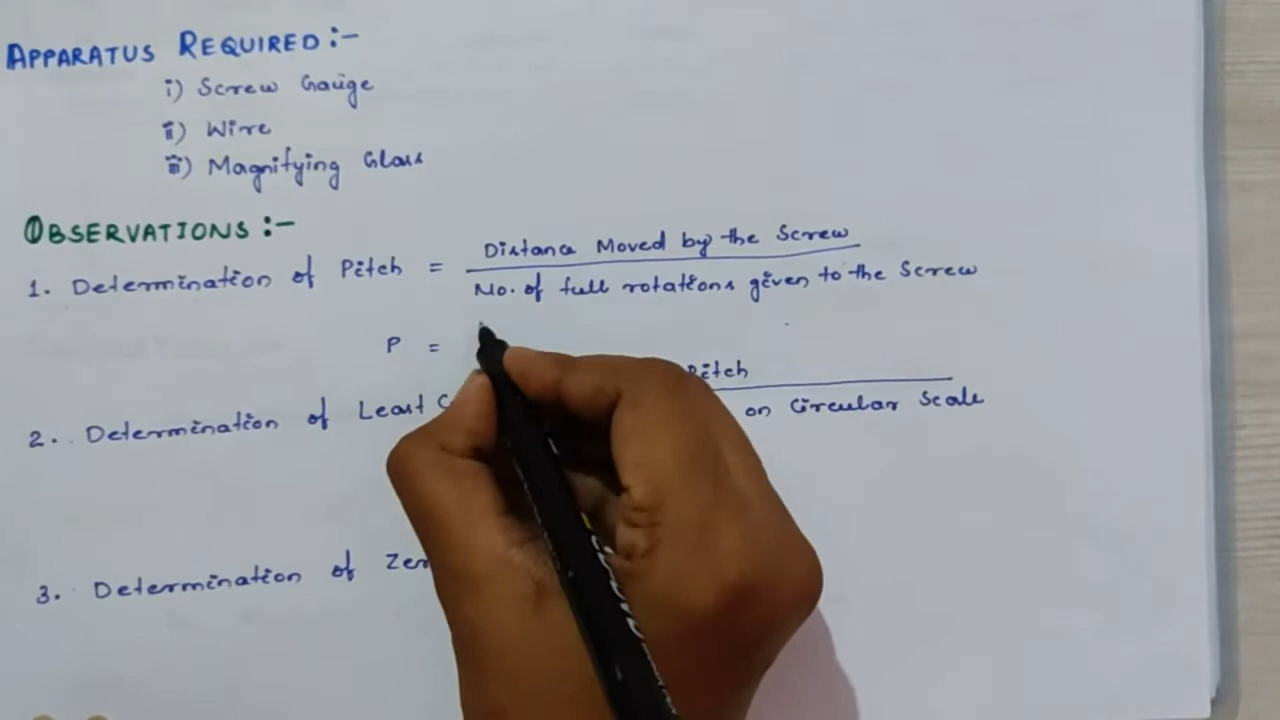 APPARATUS REQUIRED :-
i) Screw Gauge
ii) Wire
iii) Magnifying Glass
OBSERVATIONS :-
1. Determination of Pitch = Distance Moved by the Screw
No. of full rotations given to the Screw
P =
Pitch
2. Determination of Least on Circular Scale
3. Determination of